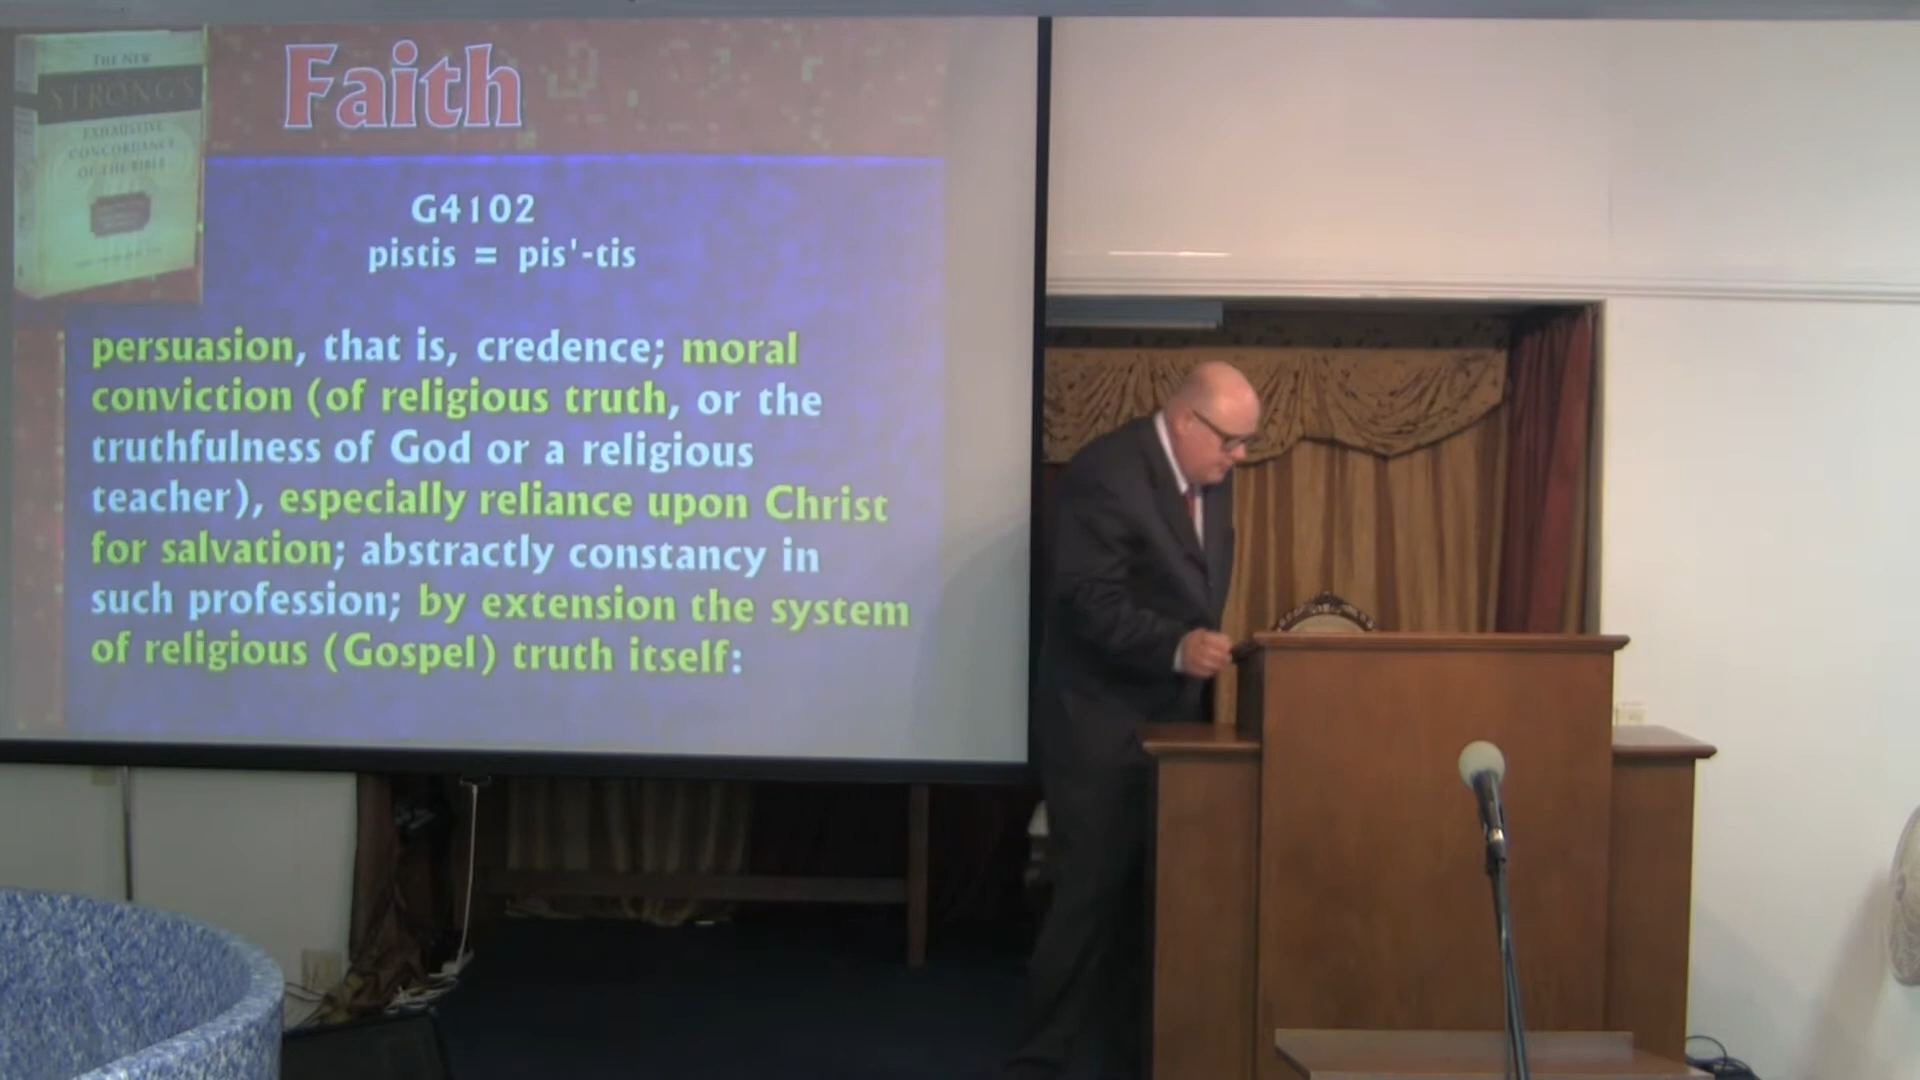 THE NEW
STRONG'S
EXHAUSTIVE
CONCORDANCE
OF THE BIBLE
Faith
G4102
pistis = pis'-tis
persuasion, that is, credence; moral
conviction (of religious truth, or the
truthfulness of God or a religious
teacher), especially reliance upon Christ
for salvation; abstractly constancy in
such profession; by extension the system
of religious (Gospel) truth itself: